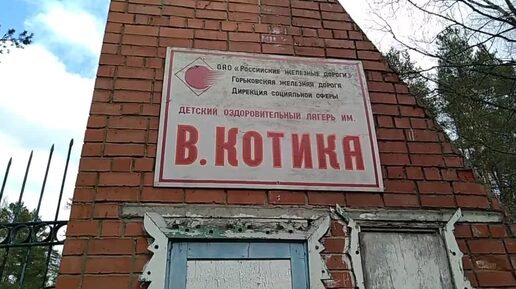 ОАО «Российские железные дороги»
Горьковская железная дорога
Дирекция социальной сферы
детский оздоровительный лагерь им.
В. Котика